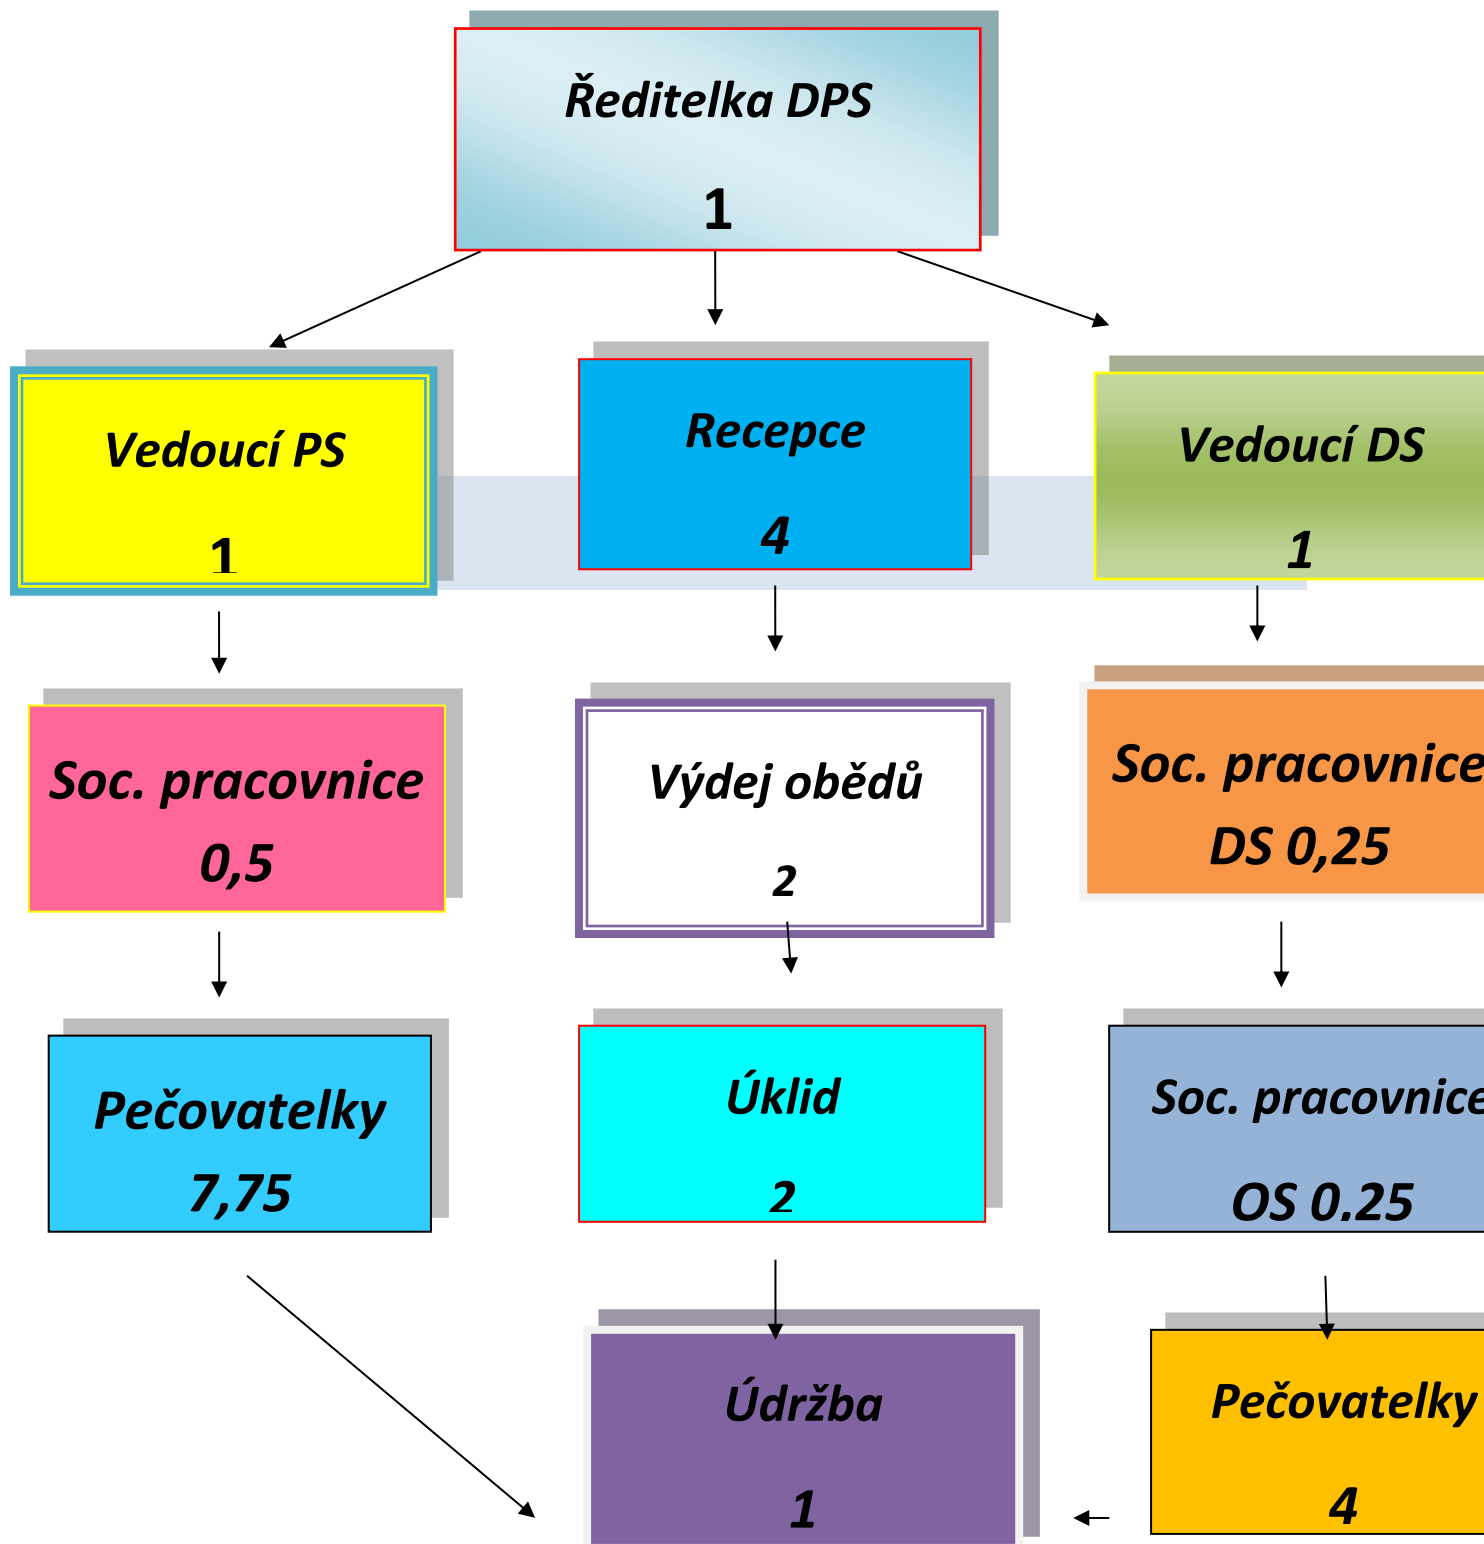 Ředitelka DPS
1
Vedoucí PS
1
Recepce
4
Vedoucí DS
1
Soc. pracovnice
0,5
Výdej obědů
2
Soc. pracovnice
DS 0,25
Pečovatelky
7,75
Úklid
2
Soc. pracovnice
OS 0,25
Údržba
1
Pečovatelky
4